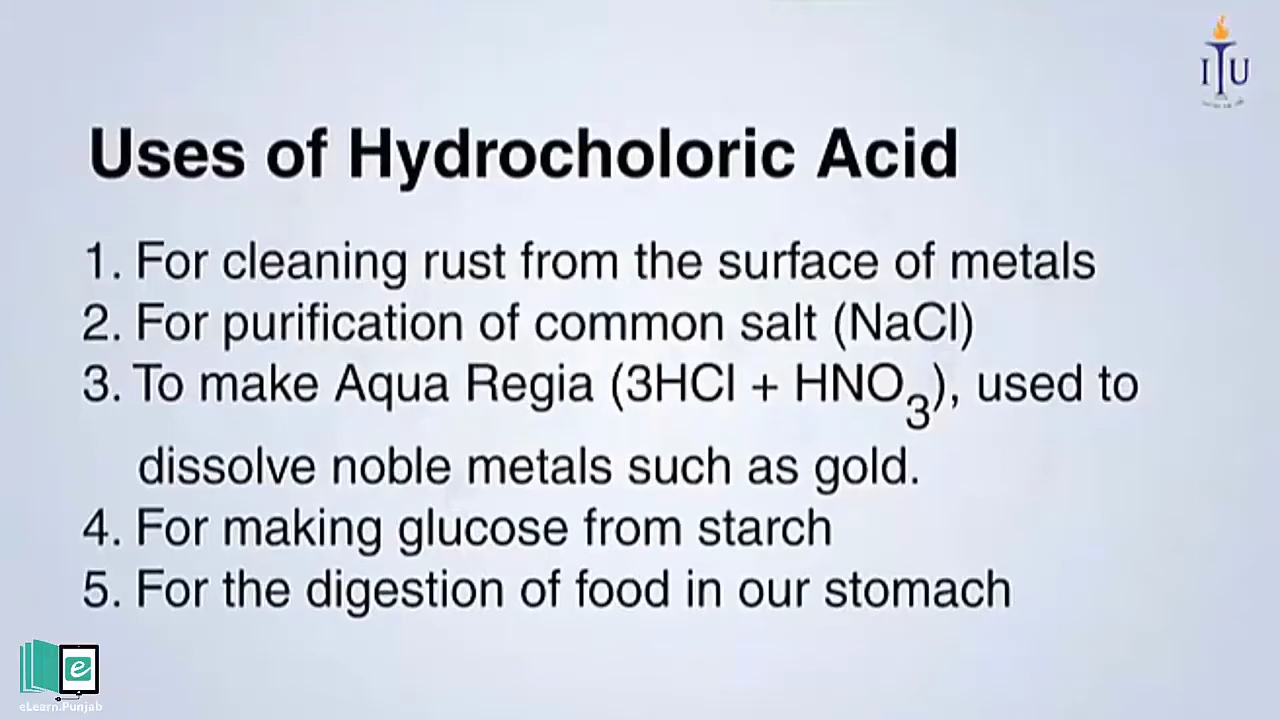 ITU
Uses of Hydrocholoric Acid
1. For cleaning rust from the surface of metals
2. For purification of common salt (NaCl)
3. To make Aqua Regia (3HCl + HNO3), used to
dissolve noble metals such as gold.
4. For making glucose from starch
5. For the digestion of food in our stomach
e
eLearn.Punjab